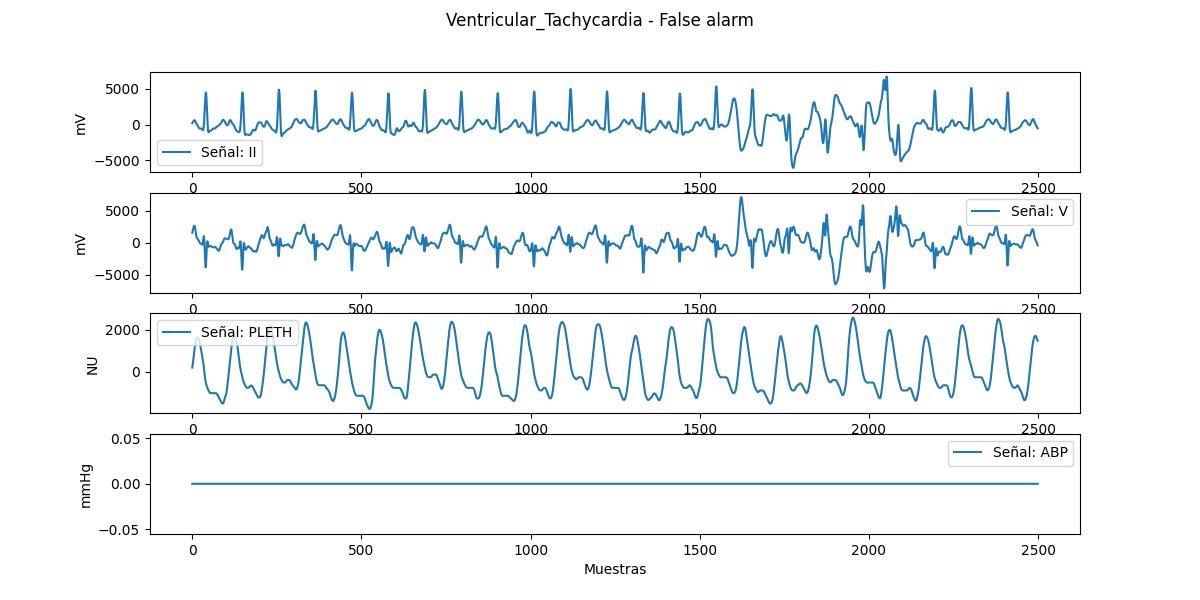 Ventricular_Tachycardia - False alarm
5000
0
−5000
mV
Señal: II
0 500 1000 1500 2000 2500
5000
0
−5000
mV
Señal: V
0 500 1000 1500 2000 2500
2000
0
NU
Señal: PLETH
0 500 1000 1500 2000 2500
0.05
0.00
−0.05
mmHg
Señal: ABP
0 500 1000 1500 2000 2500
Muestras